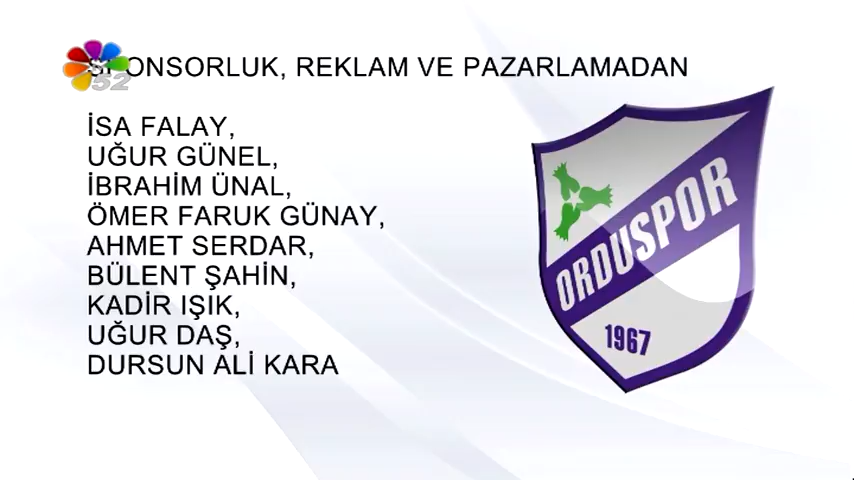 SPONSORLUK, REKLAM VE PAZARLAMADAN
52
İSA FALAY,
UĞUR GÜNEL,
İBRAHİM ÜNAL,
ÖMER FARUK GÜNAY,
AHMET SERDAR,
BÜLENT ŞAHİN,
KADİR IŞIK,
UĞUR DAŞ,
DURSUN ALİ KARA
ORDUSPOR
1967